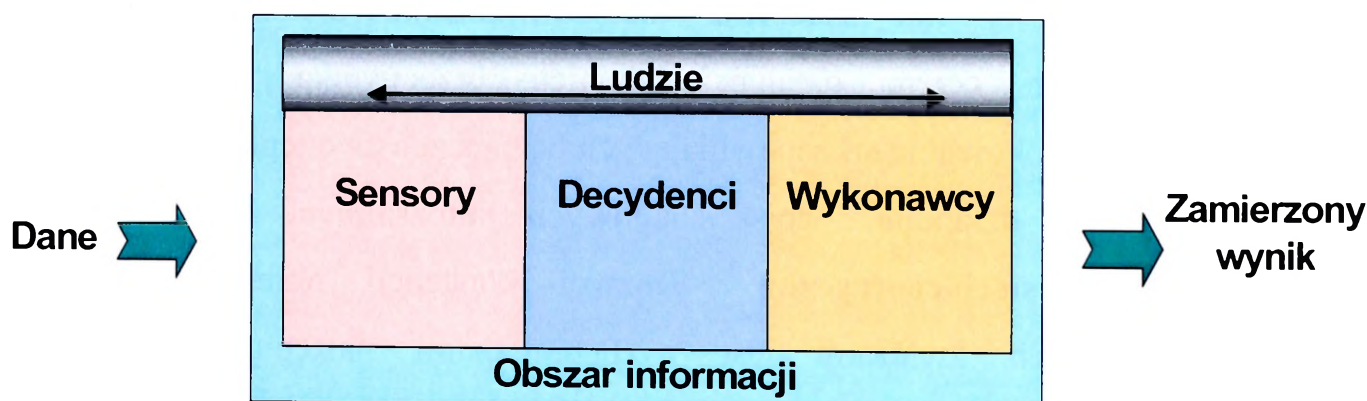 Ludzie
Sensory
Decydenci
Wykonawcy
Dane
Zamierzony
wynik
Obszar informacji